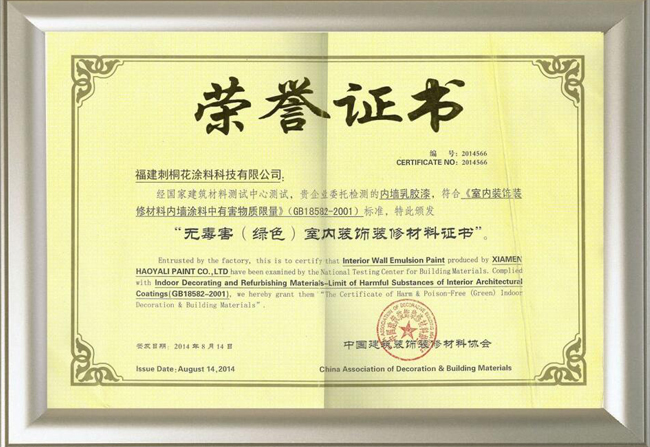 荣誉证书
编 号：2014566
CERTIFICATE NO：2014566
福建刺桐花涂料科技有限公司：
经国家建筑材料测试中心测试，贵企业委托检测的内墙乳胶漆，符合《室内装饰装
修材料内墙涂料中有害物质限量》（GB18582-2001）标准，特此颁发
“无毒害（绿色）室内装饰装修材料证书”。
Entrusted by the factory, this is to certify that Interior Wall Emulsion Paint produced by XIAMEN
HAOYALI PAINT CO.,LTD have been examined by the National Testing Center for Building Materials. Complied
with Indoor Decorating and Refurbishing Materials-Limit of Harmful Substances of Interior Architectural
Coatings(GB18582-2001), we hereby grant them “The Certificate of Harm & Poison-Free (Green) Indoor
Decoration & Building Materials”.
签发日期：2014年8月14日
中国建筑装饰装修材料协会
Issue Date: August 14,2014
China Association of Decoration & Building Materials